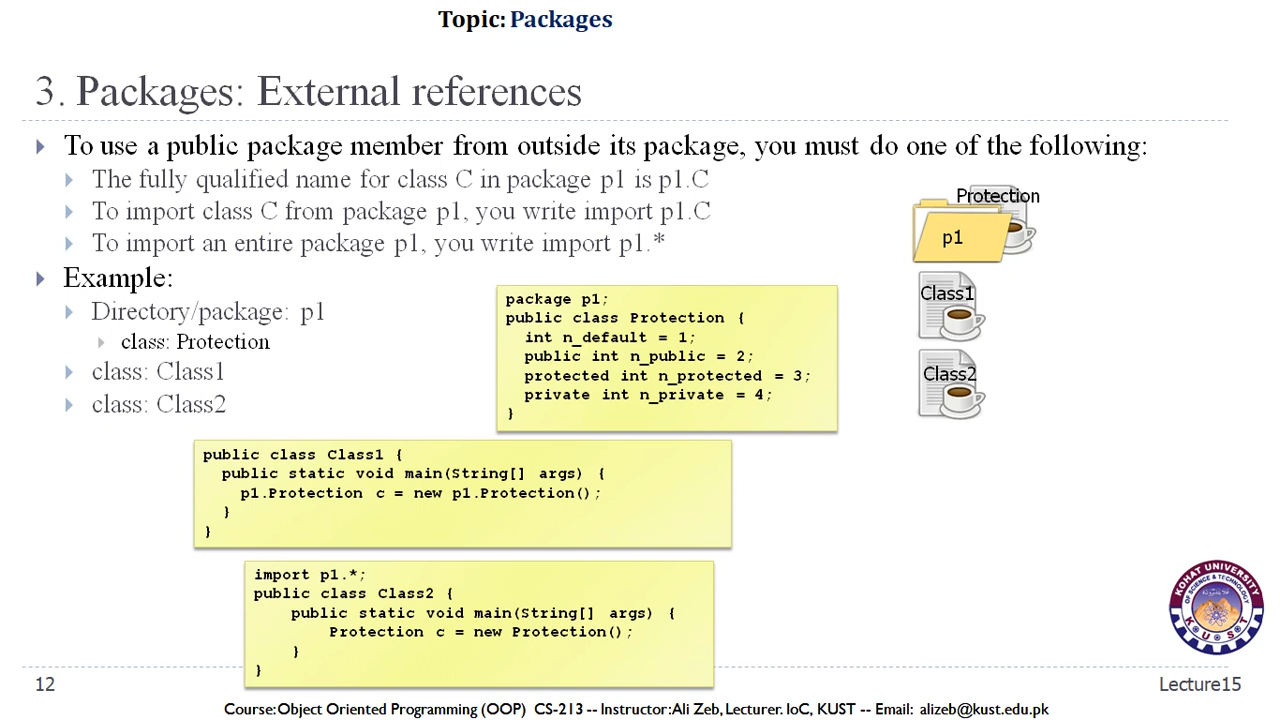 Topic: Packages
3. Packages: External references
To use a public package member from outside its package, you must do one of the following:
The fully qualified name for class C in package p1 is p1.C
To import class C from package p1, you write import p1.C
To import an entire package p1, you write import p1.*
Example:
Directory/package: p1
class: Protection
class: Class1
class: Class2
Protection
p1
Class1
Class2
package p1;
public class Protection {
int n_default = 1;
public int n_public = 2;
protected int n_protected = 3;
private int n_private = 4;
}
public class Class1 {
public static void main(String[] args) {
p1.Protection c = new p1.Protection();
}
}
import p1.*;
public class Class2 {
public static void main(String[] args) {
Protection c = new Protection();
}
}
KOHAT UNIVERSITY
OF SCIENCE & TECHNOLOGY
K U S T
12
Lecture15
Course:Object Oriented Programming (OOP) CS-213 -- Instructor:Ali Zeb, Lecturer. IoC, KUST -- Email: alizeb@kust.edu.pk